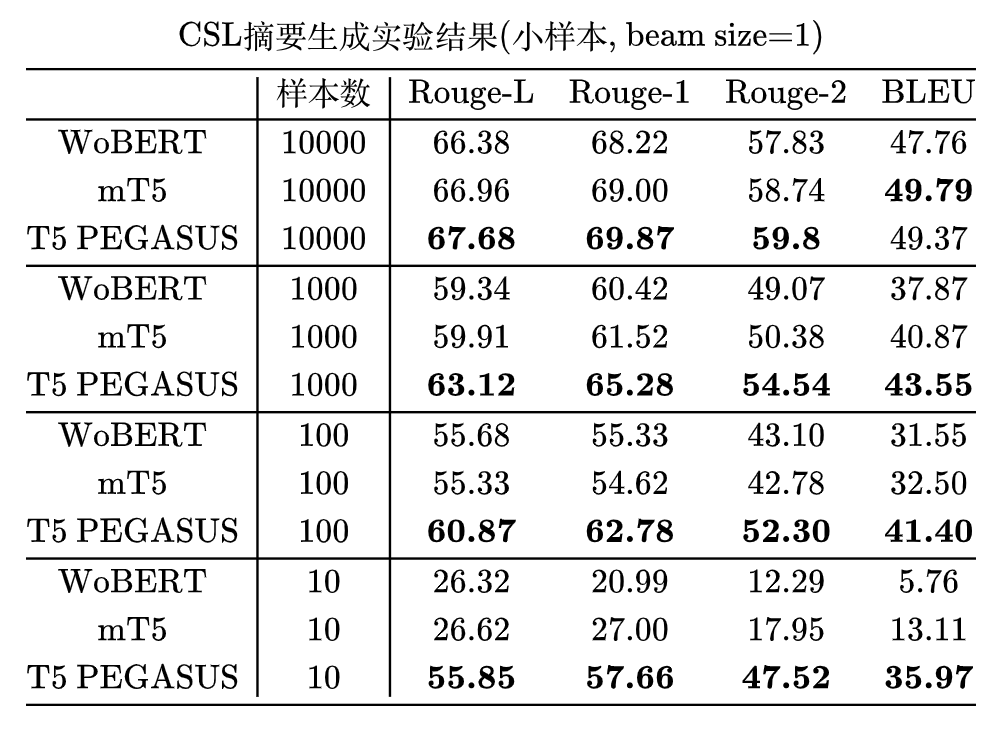 CSL摘要生成实验结果(小样本, beam size=1)
样本数 Rouge-L Rouge-1 Rouge-2 BLEU
WoBERT 10000 66.38 68.22 57.83 47.76
mT5 10000 66.96 69.00 58.74 49.79
T5 PEGASUS 10000 67.68 69.87 59.8 49.37
WoBERT 1000 59.34 60.42 49.07 37.87
mT5 1000 59.91 61.52 50.38 40.87
T5 PEGASUS 1000 63.12 65.28 54.54 43.55
WoBERT 100 55.68 55.33 43.10 31.55
mT5 100 55.33 54.62 42.78 32.50
T5 PEGASUS 100 60.87 62.78 52.30 41.40
WoBERT 10 26.32 20.99 12.29 5.76
mT5 10 26.62 27.00 17.95 13.11
T5 PEGASUS 10 55.85 57.66 47.52 35.97